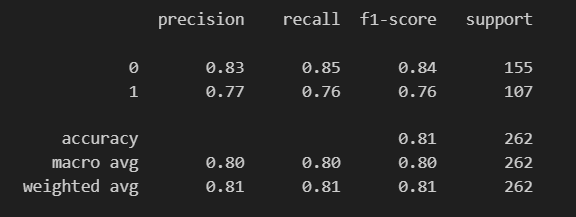 precision recall f1-score support
0 0.83 0.85 0.84 155
1 0.77 0.76 0.76 107
accuracy 0.81 262
macro avg 0.80 0.80 0.80 262
weighted avg 0.81 0.81 0.81 262